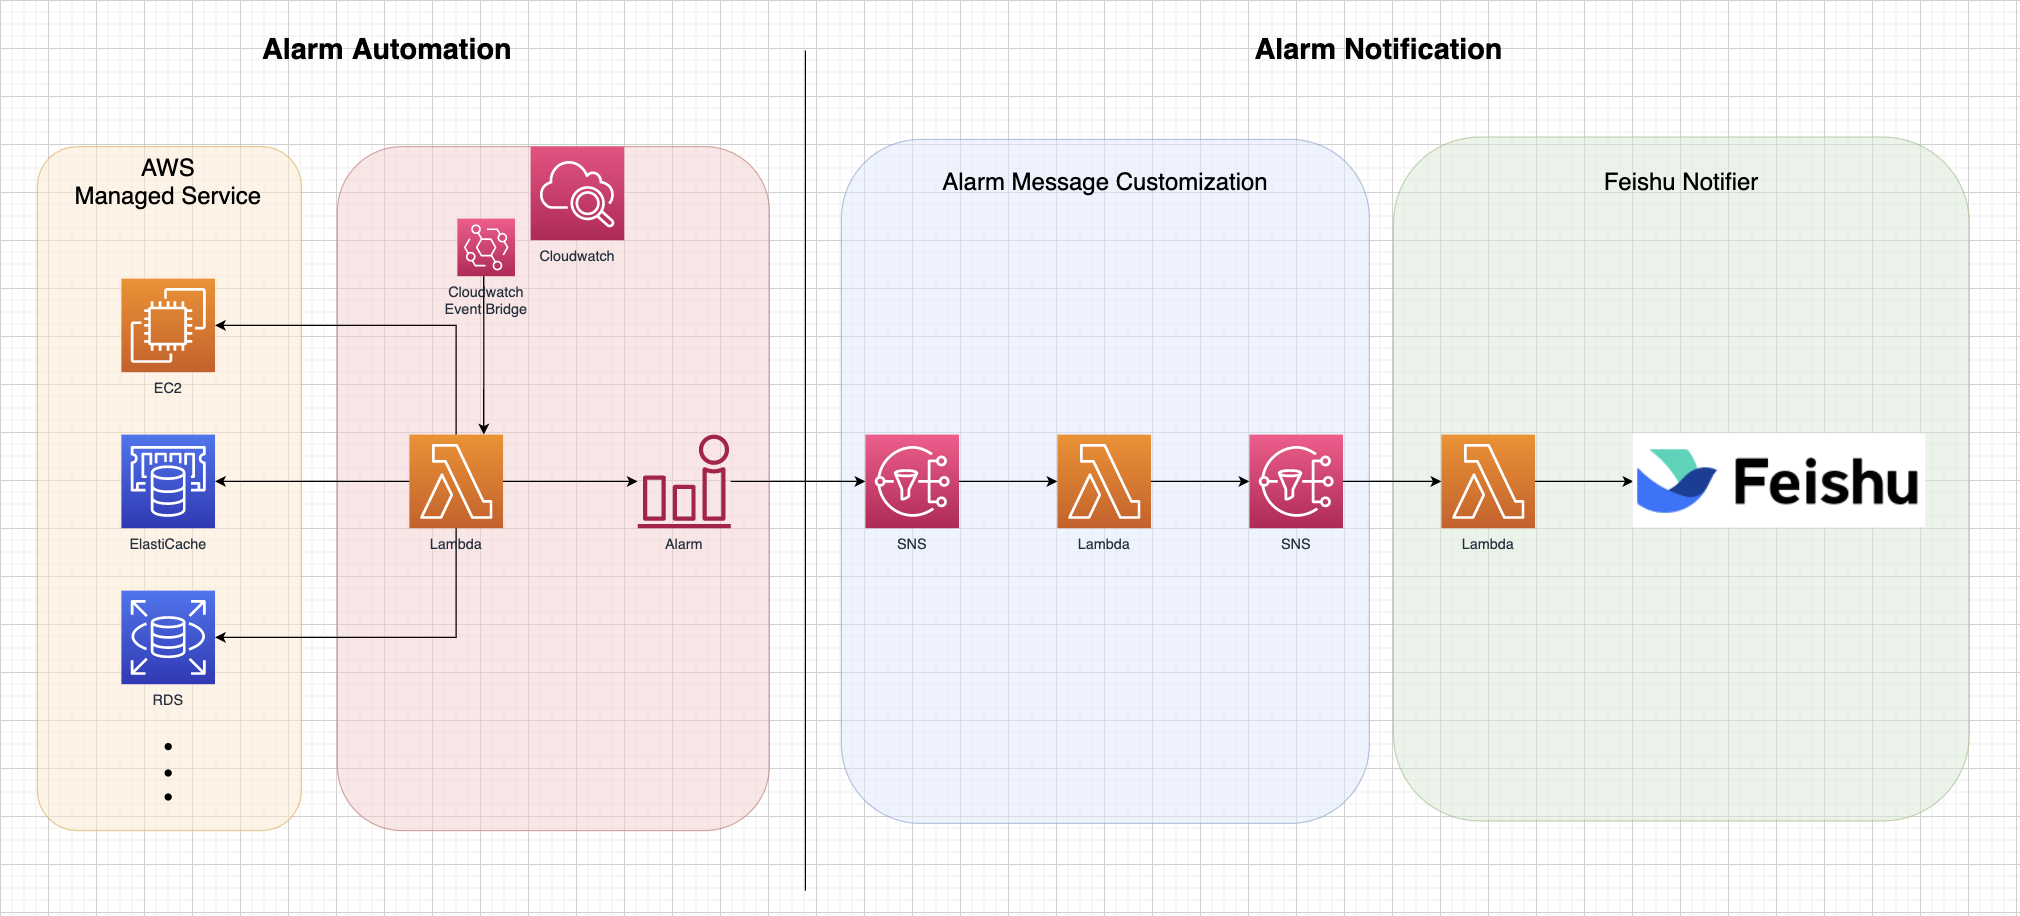 Alarm Automation
Alarm Notification
AWS
Managed Service
EC2
ElastiCache
RDS
Cloudwatch
Cloudwatch
Event Bridge
Lambda
Alarm
Alarm Message Customization
SNS
Lambda
SNS
Feishu Notifier
Lambda
Feishu